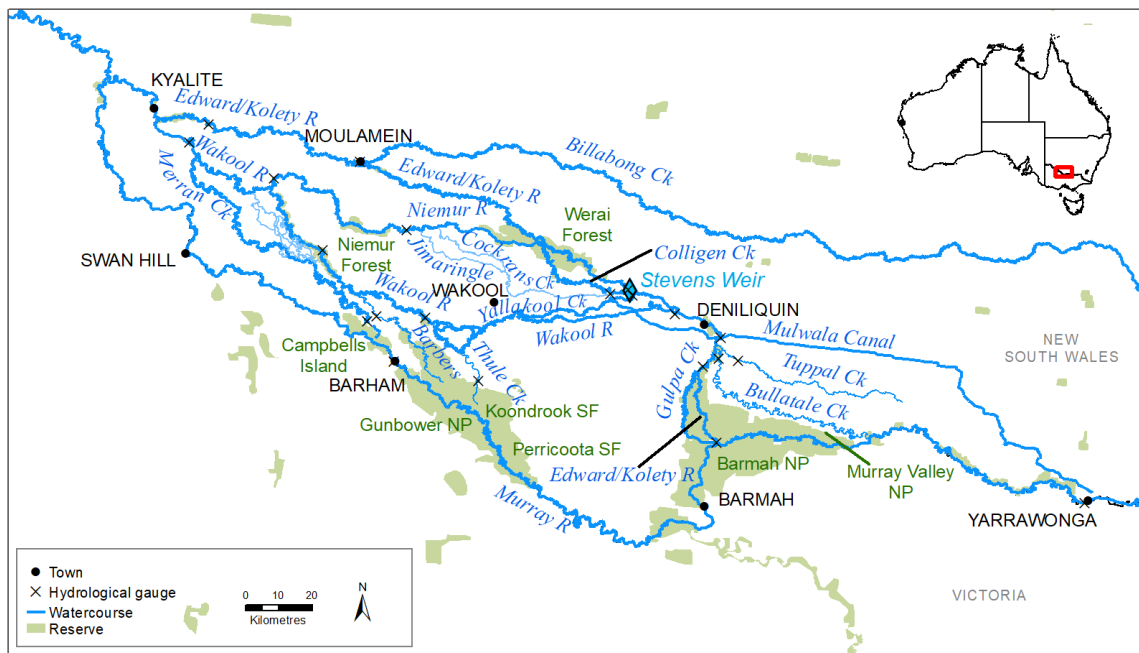 KYALITE
Edward/Kolety R
MOULAMEIN
Billabong Ck
Wakool R
Edward/Kolety R
Merran Ck
Niemur R
Werai
Forest
Cockrans Ck
Jimaringle
Niemur
Forest
Colligen Ck
SWAN HILL
Stevens Weir
Wakool R
WAKOOL
Yallakool Ck
DENILIQUIN
Wakool R
Mulwala Canal
NEW
SOUTH WALES
Campbells
Island
Barbers
Thule Ck
Gulpa Ck
Tuppal Ck
BARHAM
Bullatale Ck
Koondrook SF
Gunbower NP
Perricoota SF
Edward/Kolety R
Barmah NP
Murray Valley
NP
Murray R
BARMAH
YARRAWONGA
VICTORIA
Town
Hydrological gauge
Watercourse
Reserve
0 10 20
Kilometres
N